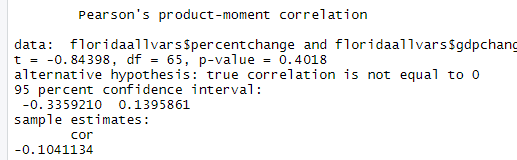 Pearson's product-moment correlation
data:  floridaallvars$percentchange and floridaallvars$gdpchang
t = -0.84398, df = 65, p-value = 0.4018
alternative hypothesis: true correlation is not equal to 0
95 percent confidence interval:
 -0.3359210  0.1395861
sample estimates:
cor
-0.1041134